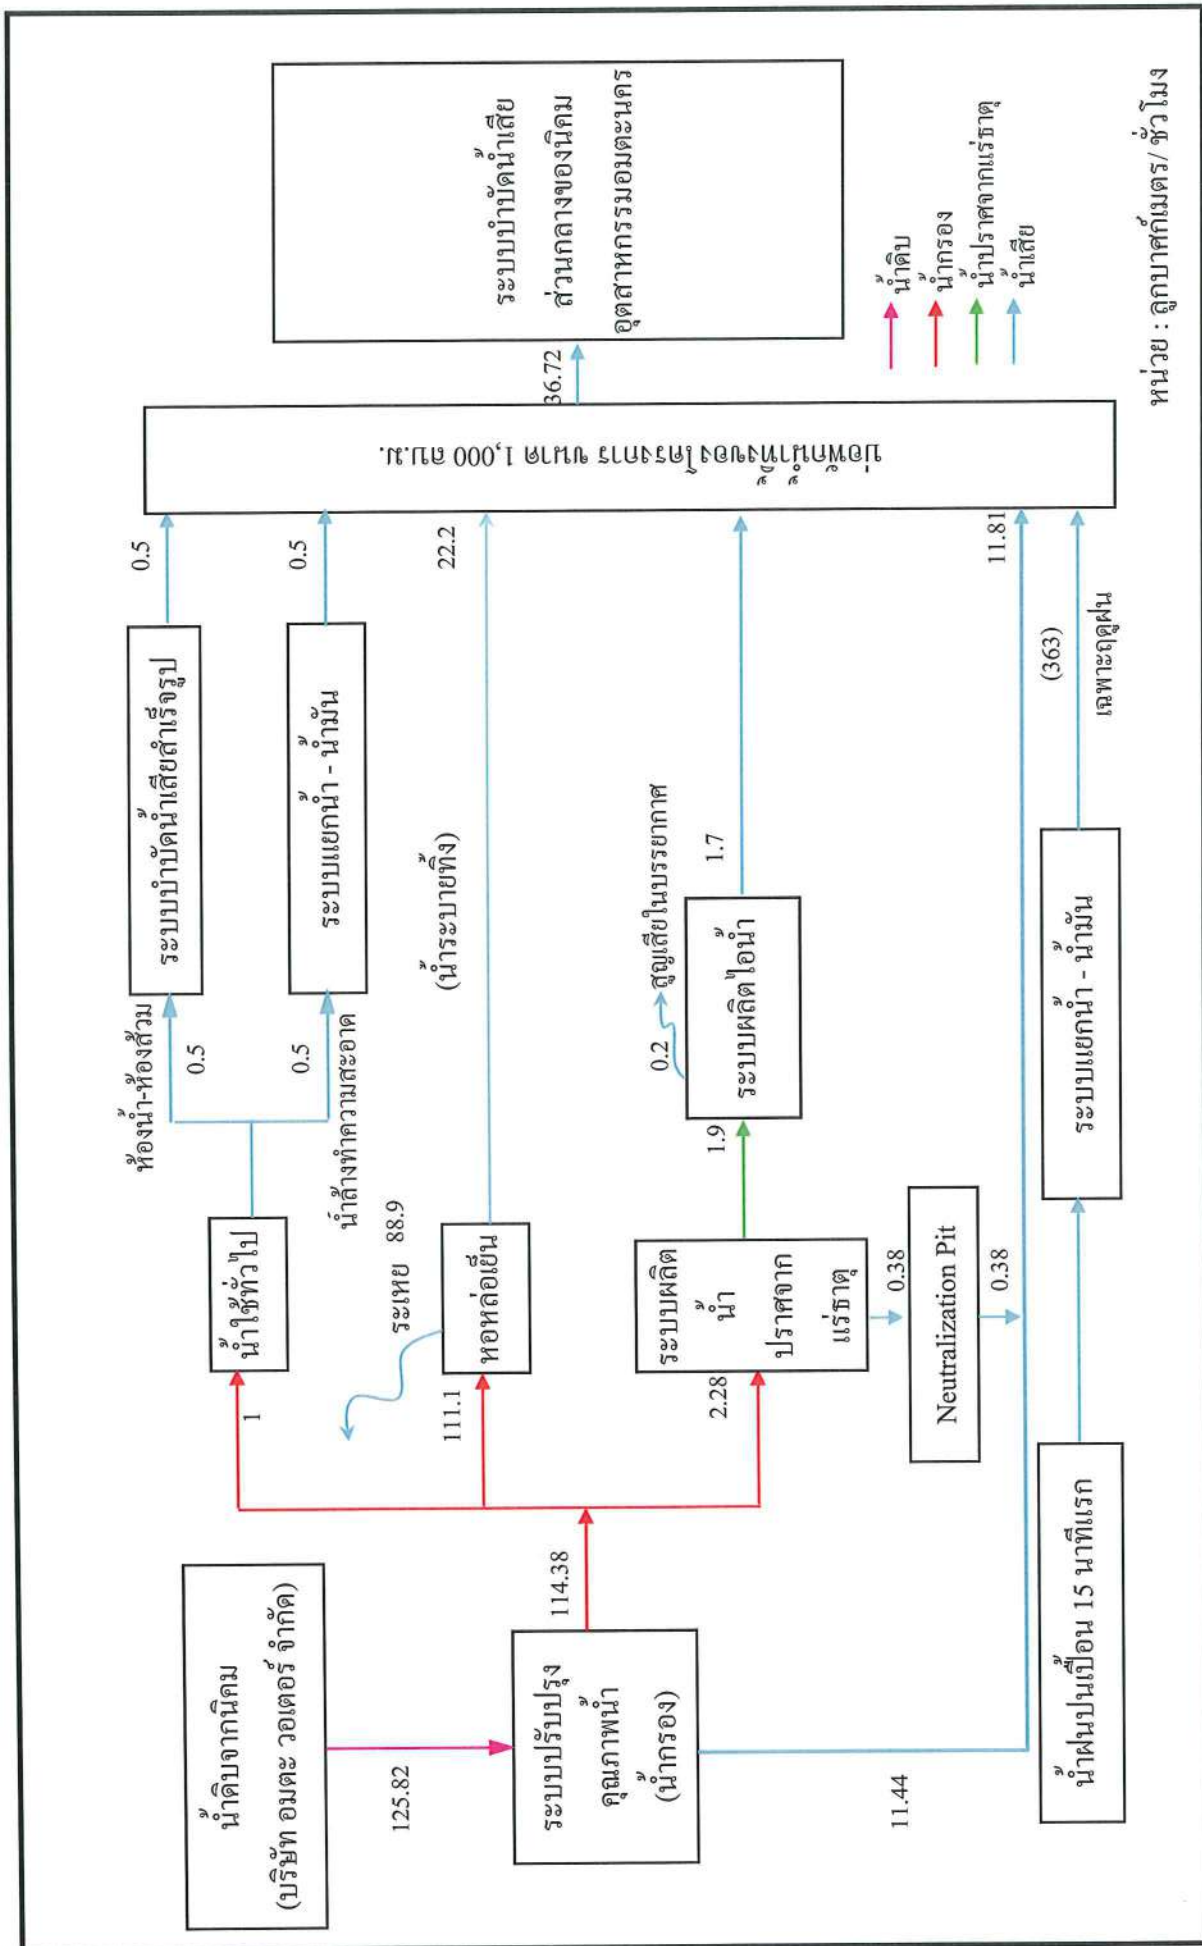 น้ำดิบจากนิคม
(บริษัท อมตะ วอเตอร์ จำกัด)
125.82
ระบบปรับปรุง
คุณภาพน้ำ
(น้ำกรอง)
114.38
11.44
1
น้ำใช้ทั่วไป
ห้องน้ำ-ห้องส้วม
0.5
ระบบบำบัดน้ำเสียสำเร็จรูป
0.5
0.5
น้ำล้างทำความสะอาด
ระบบแยกน้ำ - น้ำมัน
0.5
ระเหย 88.9
111.1
หอหล่อเย็น
(น้ำระบายทิ้ง)
22.2
2.28
ระบบผลิต
น้ำ
ปราศจาก
แร่ธาตุ
1.9
0.2
สูญเสียในบรรยากาศ
ระบบผลิตไอน้ำ
1.7
0.38
Neutralization Pit
0.38
11.81
น้ำฝนปนเปื้อน 15 นาทีแรก
ระบบแยกน้ำ - น้ำมัน
(363)
เฉพาะฤดูฝน
บ่อพักน้ำทิ้งของโครงการ ขนาด 1,000 ลบ.ม.
36.72
ระบบบำบัดน้ำเสีย
ส่วนกลางของนิคม
อุตสาหกรรมอมตะนคร
น้ำดิบ
น้ำกรอง
น้ำปราศจากแร่ธาตุ
น้ำเสีย
หน่วย : ลูกบาศก์เมตร/ ชั่วโมง